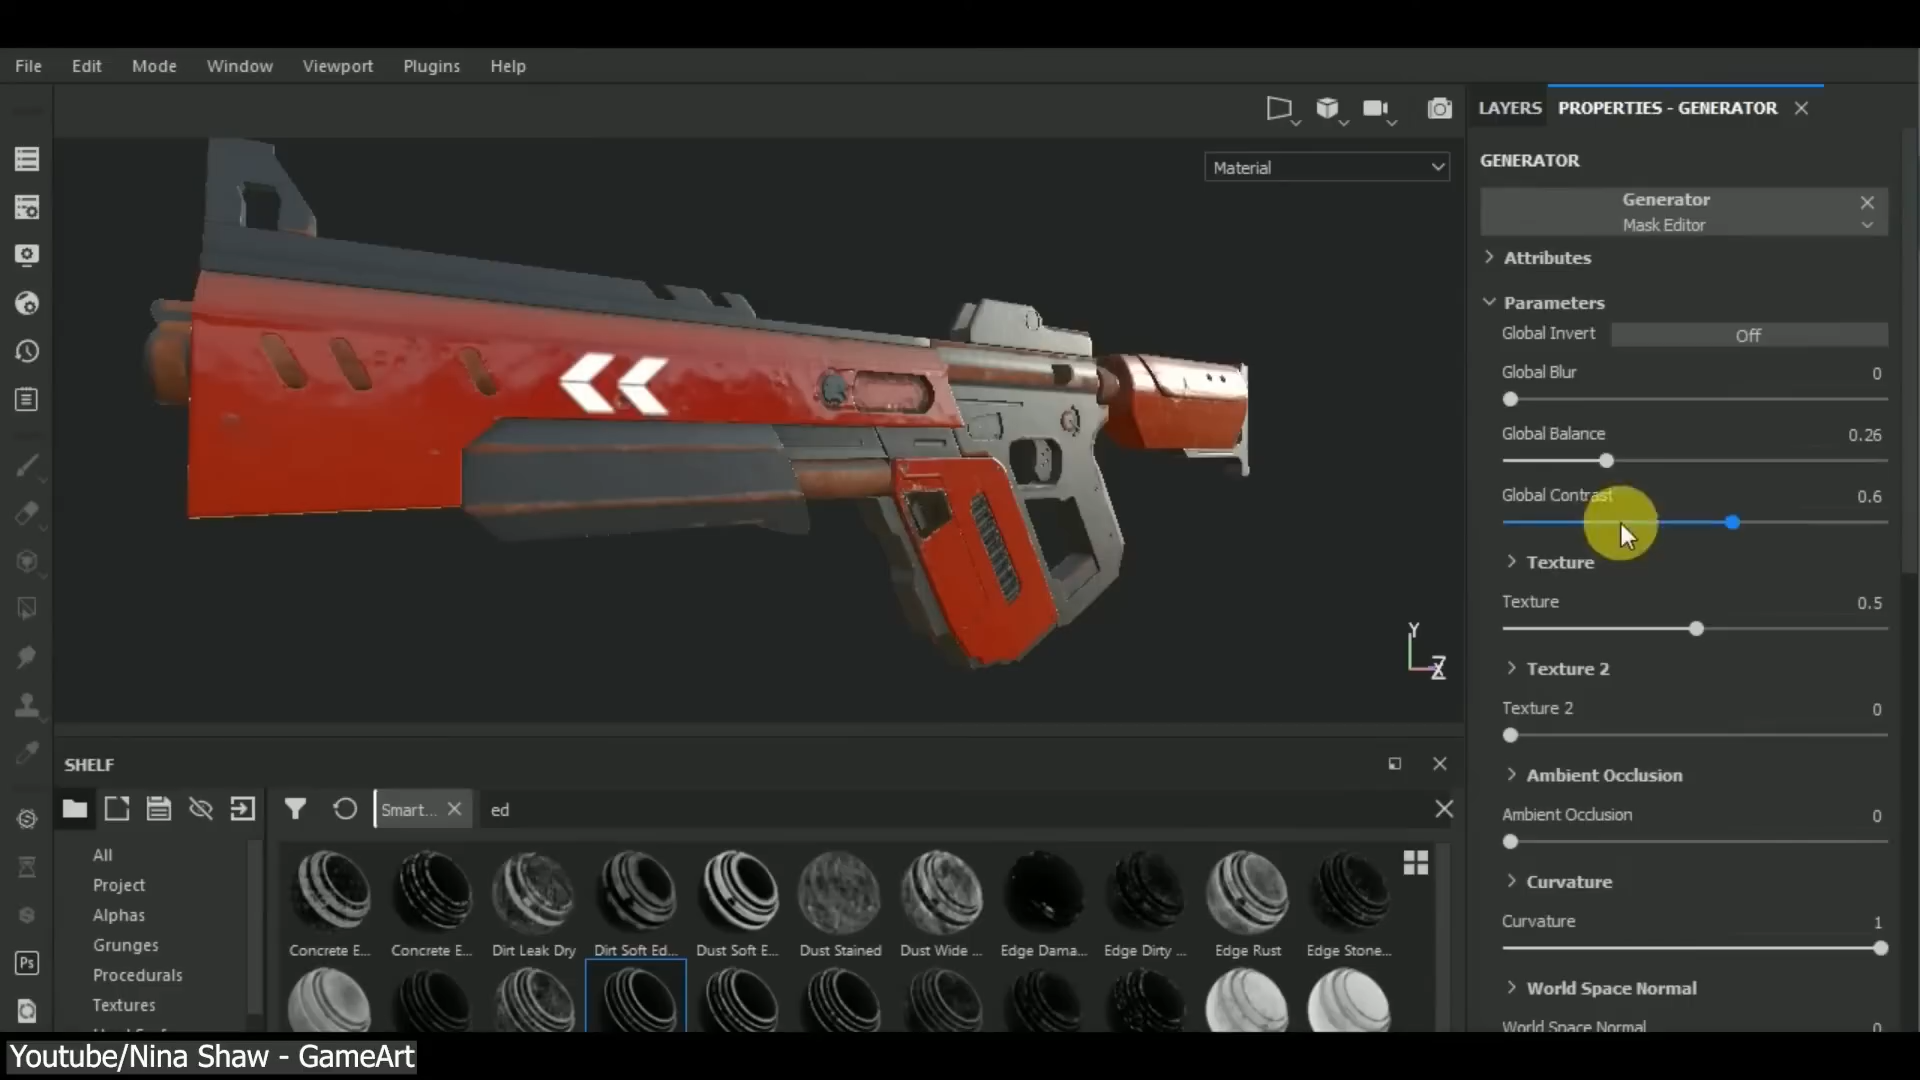 File Edit Mode Window Viewport Plugins Help
LAYERS PROPERTIES - GENERATOR
Material
GENERATOR
Generator
Mask Editor
Attributes
Parameters
Global Invert Off
Global Blur 0
Global Balance 0.26
Global Contrast 0.6
Texture
Texture 0.5
Texture 2
Texture 2 0
Ambient Occlusion
Ambient Occlusion 0
Curvature
Curvature 1
World Space Normal
World Space Normal 0
Y
Z
X
SHELF
Smart... ed
All
Project
Alphas
Grunges
Procedurals
Textures
Concrete E... Concrete E... Dirt Leak Dry Dirt Soft Ed... Dust Soft E... Dust Stained Dust Wide ... Edge Dama... Edge Dirty ... Edge Rust Edge Stone...
Ps
Youtube/Nina Shaw - GameArt